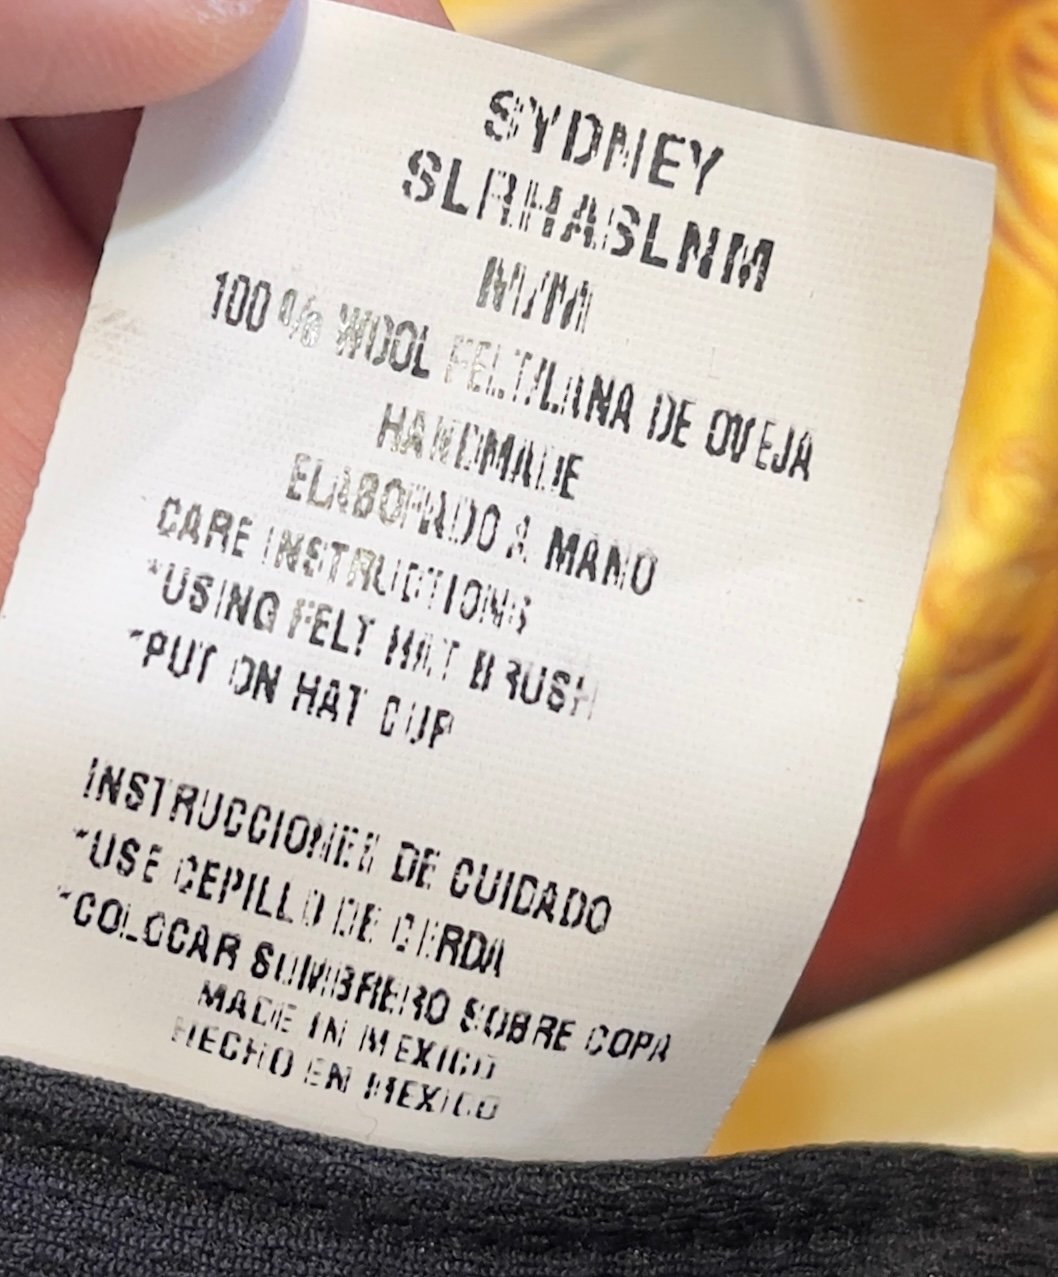 SYDNEY
SLRHASLNM
100 % WOOL FELT/LANA DE OVEJA
HANDMADE
ELABORADO A MANO
CARE INSTRUCTIONS
*USING FELT HAT BRUSH
*PUT ON HAT CUP
INSTRUCCIONES DE CUIDADO
*USE CEPILLO DE CERDA
*COLOCAR SUMBRERO SOBRE COPA
MADE IN MEXICO
HECHO EN MEXICO